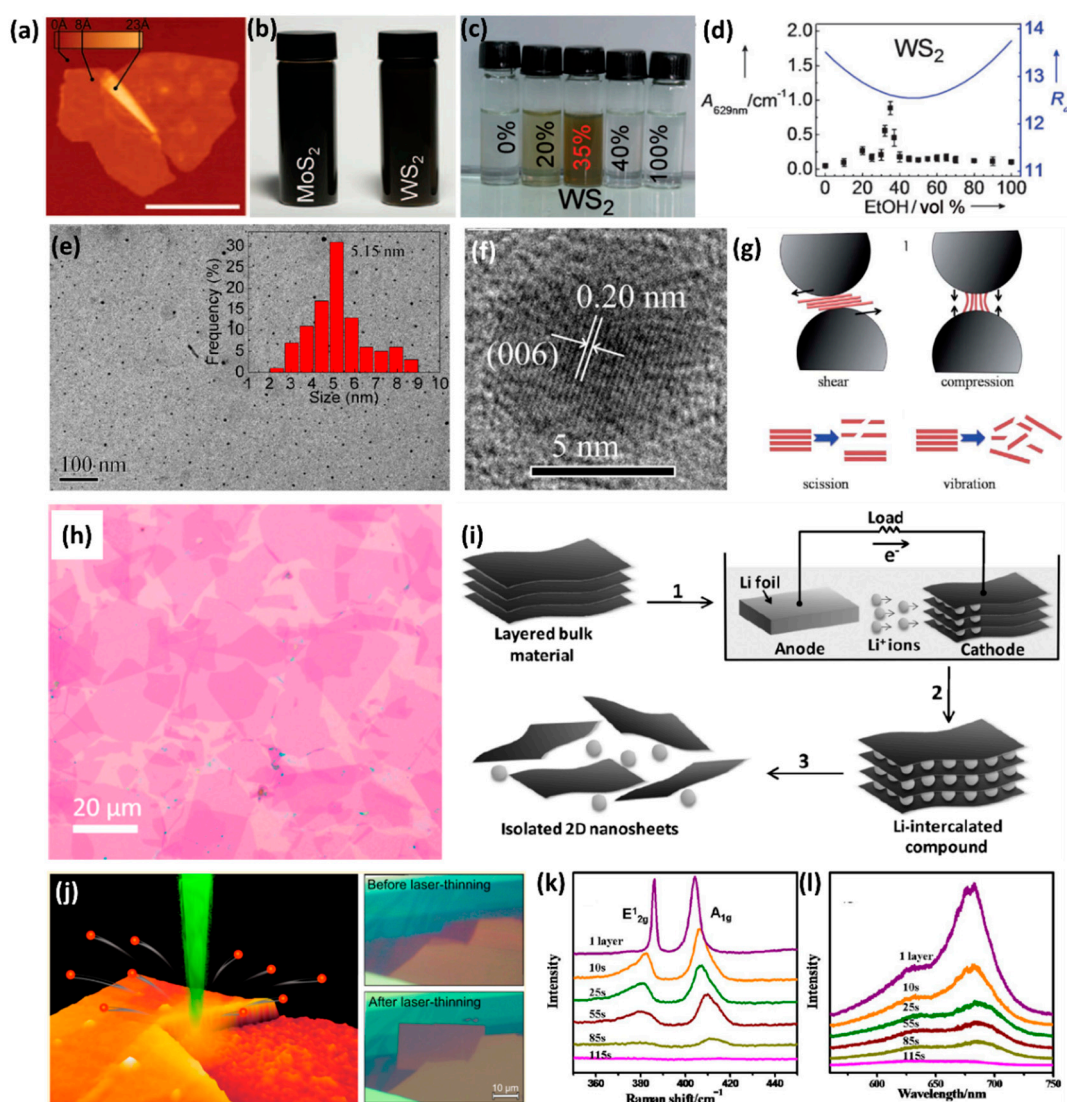 (a)
0Å 8Å 23Å
(b)
MoS₂
WS₂
(c)
0%
20%
35%
40%
100%
WS₂
(d)
WS₂
A629nm/cm⁻¹
2.0
1.5
1.0
0.5
0.0
14
13
12
11
0 20 40 60 80 100
EtOH / vol %
(e)
5.15 nm
Frequency (%)
30
25
20
15
10
5
0
1 2 3 4 5 6 7 8 9 10
Size (nm)
100 nm
(f)
0.20 nm
(006)
5 nm
(g)
shear
compression
scission
vibration
(h)
20 μm
(i)
Layered bulk
material
1
Load
e⁻
Li foil
Anode
Li⁺ ions
Cathode
2
Li-intercalated
compound
3
Isolated 2D nanosheets
(j)
Before laser-thinning
After laser-thinning
10 μm
(k)
E¹2g
A1g
1 layer
10s
25s
55s
85s
115s
Intensity
350 400 450
Raman shift/cm⁻¹
(l)
1 layer
10s
25s
55s
85s
115s
Intensity
600 650 700 750
Wavelength/nm